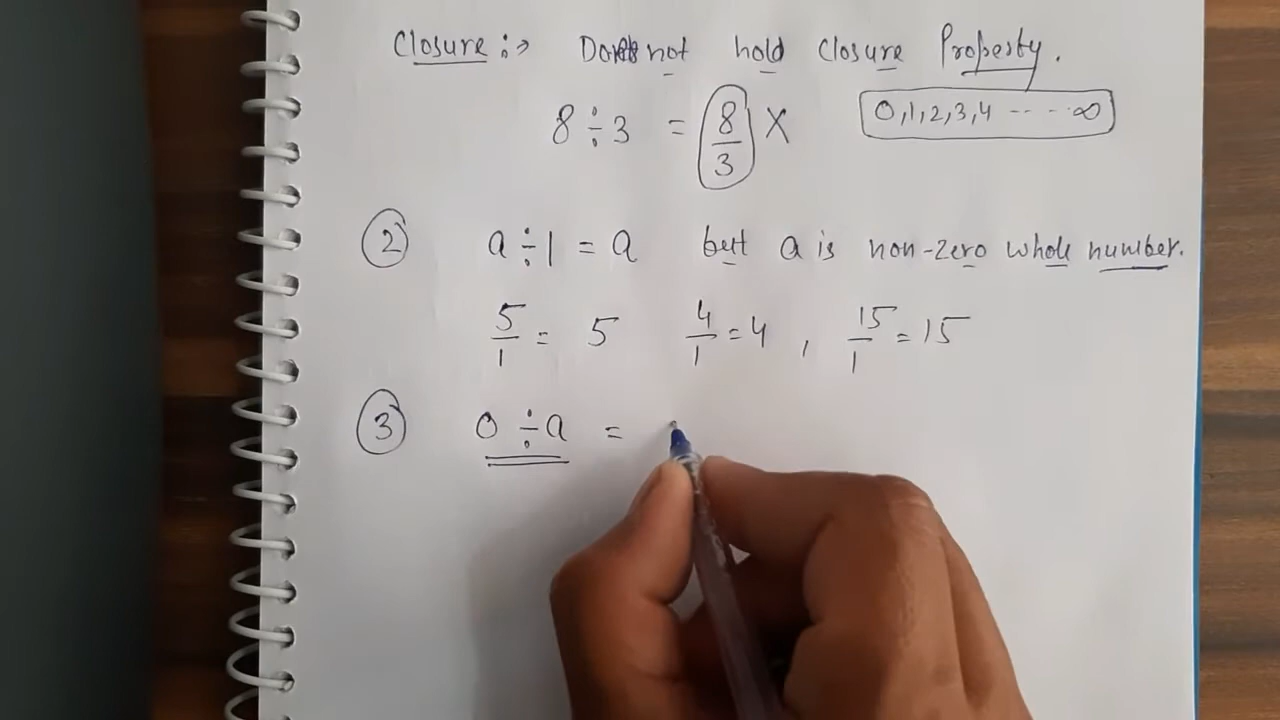 Closure :→ Does not hold closure Property.
8 ÷ 3 = 8/3 X 0,1,2,3,4 ---- ∞
② a ÷ 1 = a but a is non-zero whole number.
5/1 = 5 4/1 = 4 , 15/1 = 15
③ 0 ÷ a =